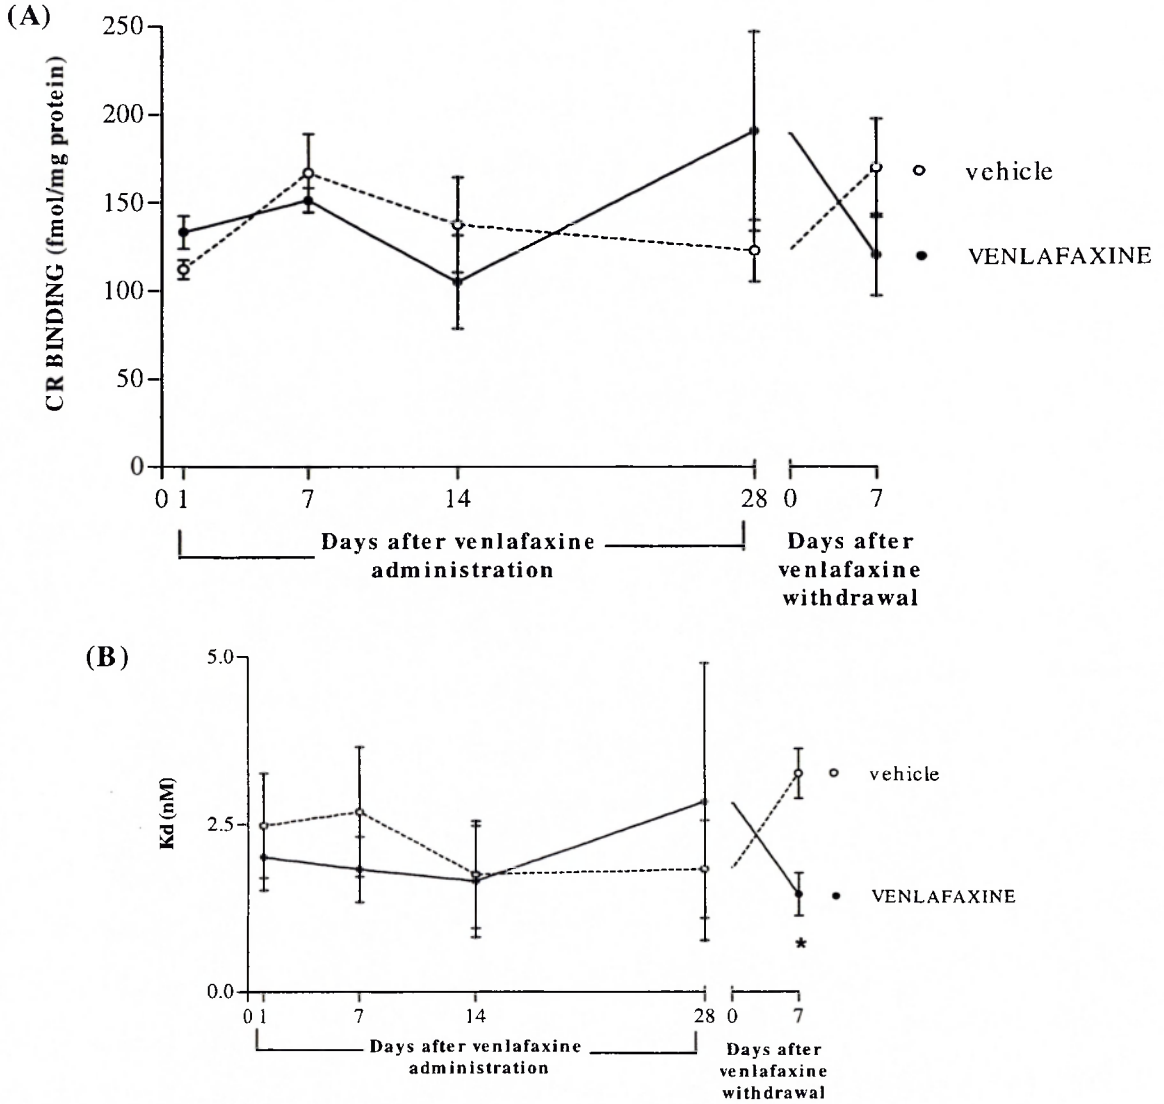 (A)
250
200
150
100
50
0
CR BINDING (fmol/mg protein)
0 1 7 14 28 0 7
vehicle
VENLAFAXINE
Days after venlafaxine
administration
Days after
venlafaxine
withdrawal
(B)
5.0
2.5
0.0
Kd (nM)
0 1 7 14 28 0 7
vehicle
VENLAFAXINE
*
Days after venlafaxine
administration
Days after
venlafaxine
withdrawal